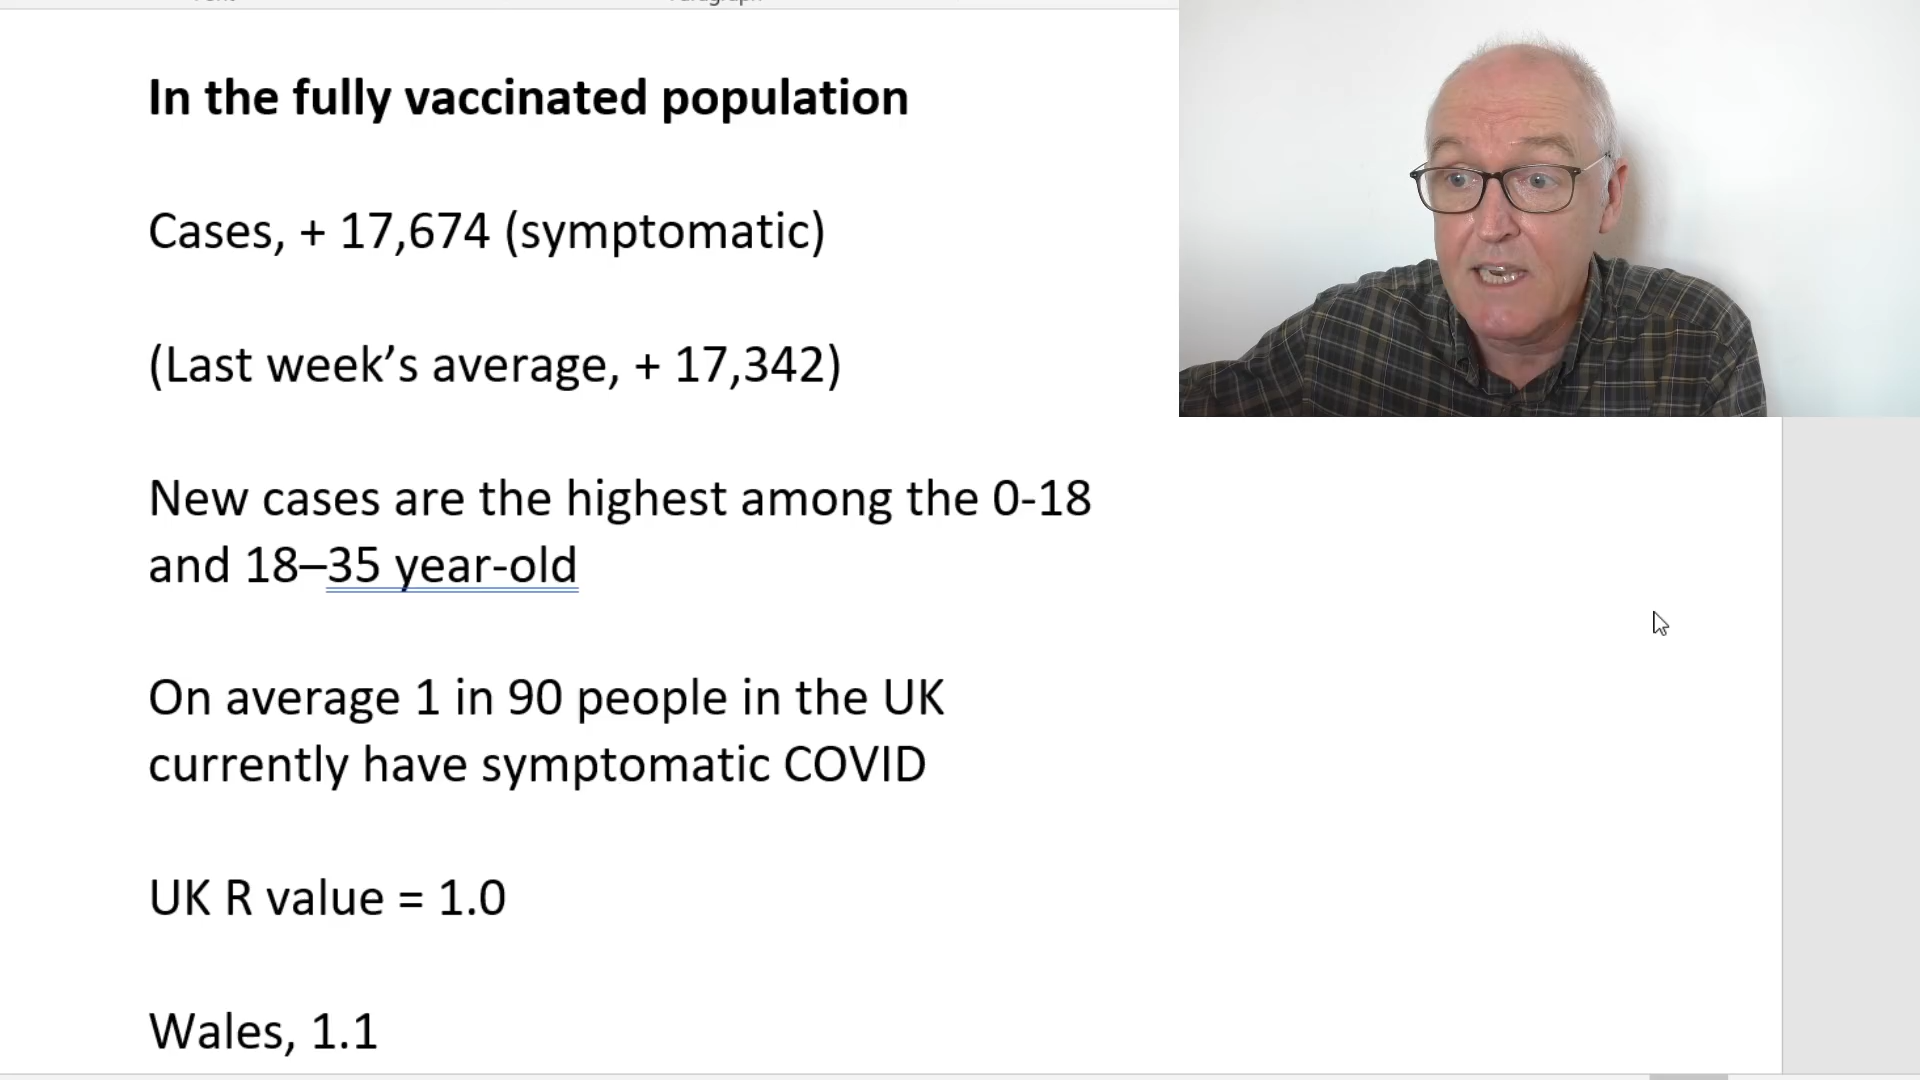 In the fully vaccinated population
Cases, + 17,674 (symptomatic)
(Last week’s average, + 17,342)
New cases are the highest among the 0-18
and 18–35 year-old
On average 1 in 90 people in the UK
currently have symptomatic COVID
UK R value = 1.0
Wales, 1.1